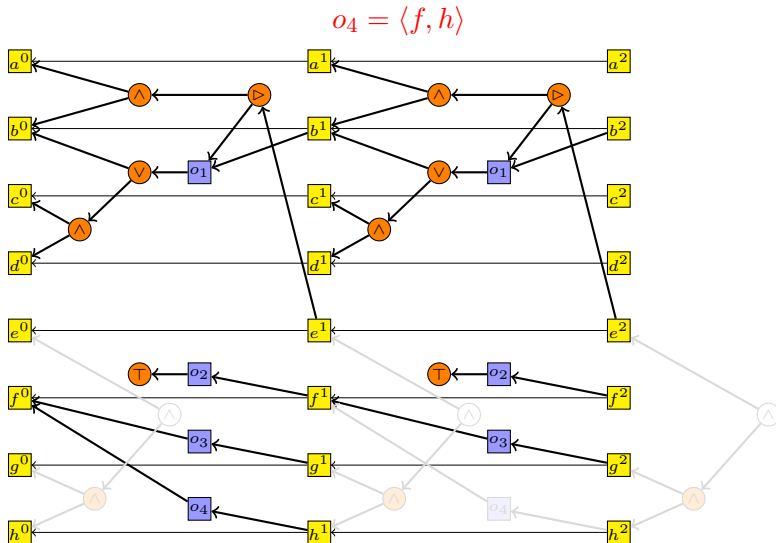 o₄ = ⟨f, h⟩
a⁰ a¹ a²
∧ ▷ ∧ ▷
b⁰ b¹ b²
∨ o₁ ∨ o₁
c⁰ c¹ c²
∧ ∧
d⁰ d¹ d²
e⁰ e¹ e²
⊤ o₂ ⊤ o₂
f⁰ f¹ f²
∧ ∧ ∧
o₃ o₃
g⁰ g¹ g²
∧ o₄ ∧ o₄ ∧
h⁰ h¹ h²